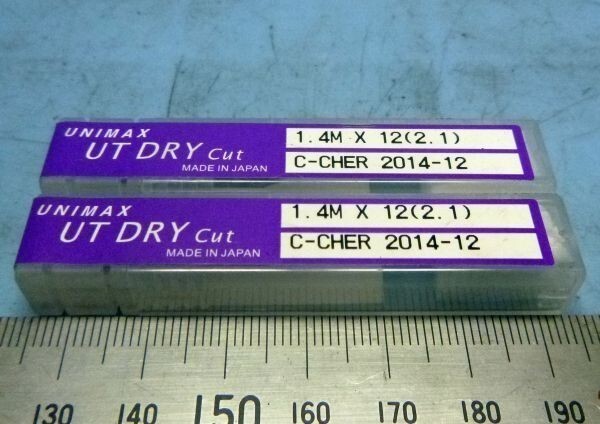 UNIMAX
UT DRY Cut
MADE IN JAPAN
1.4M X 12(2.1)
C-CHER 2014-12
UNIMAX
UT DRY Cut
MADE IN JAPAN
1.4M X 12(2.1)
C-CHER 2014-12
130 140 150 160 170 180 190